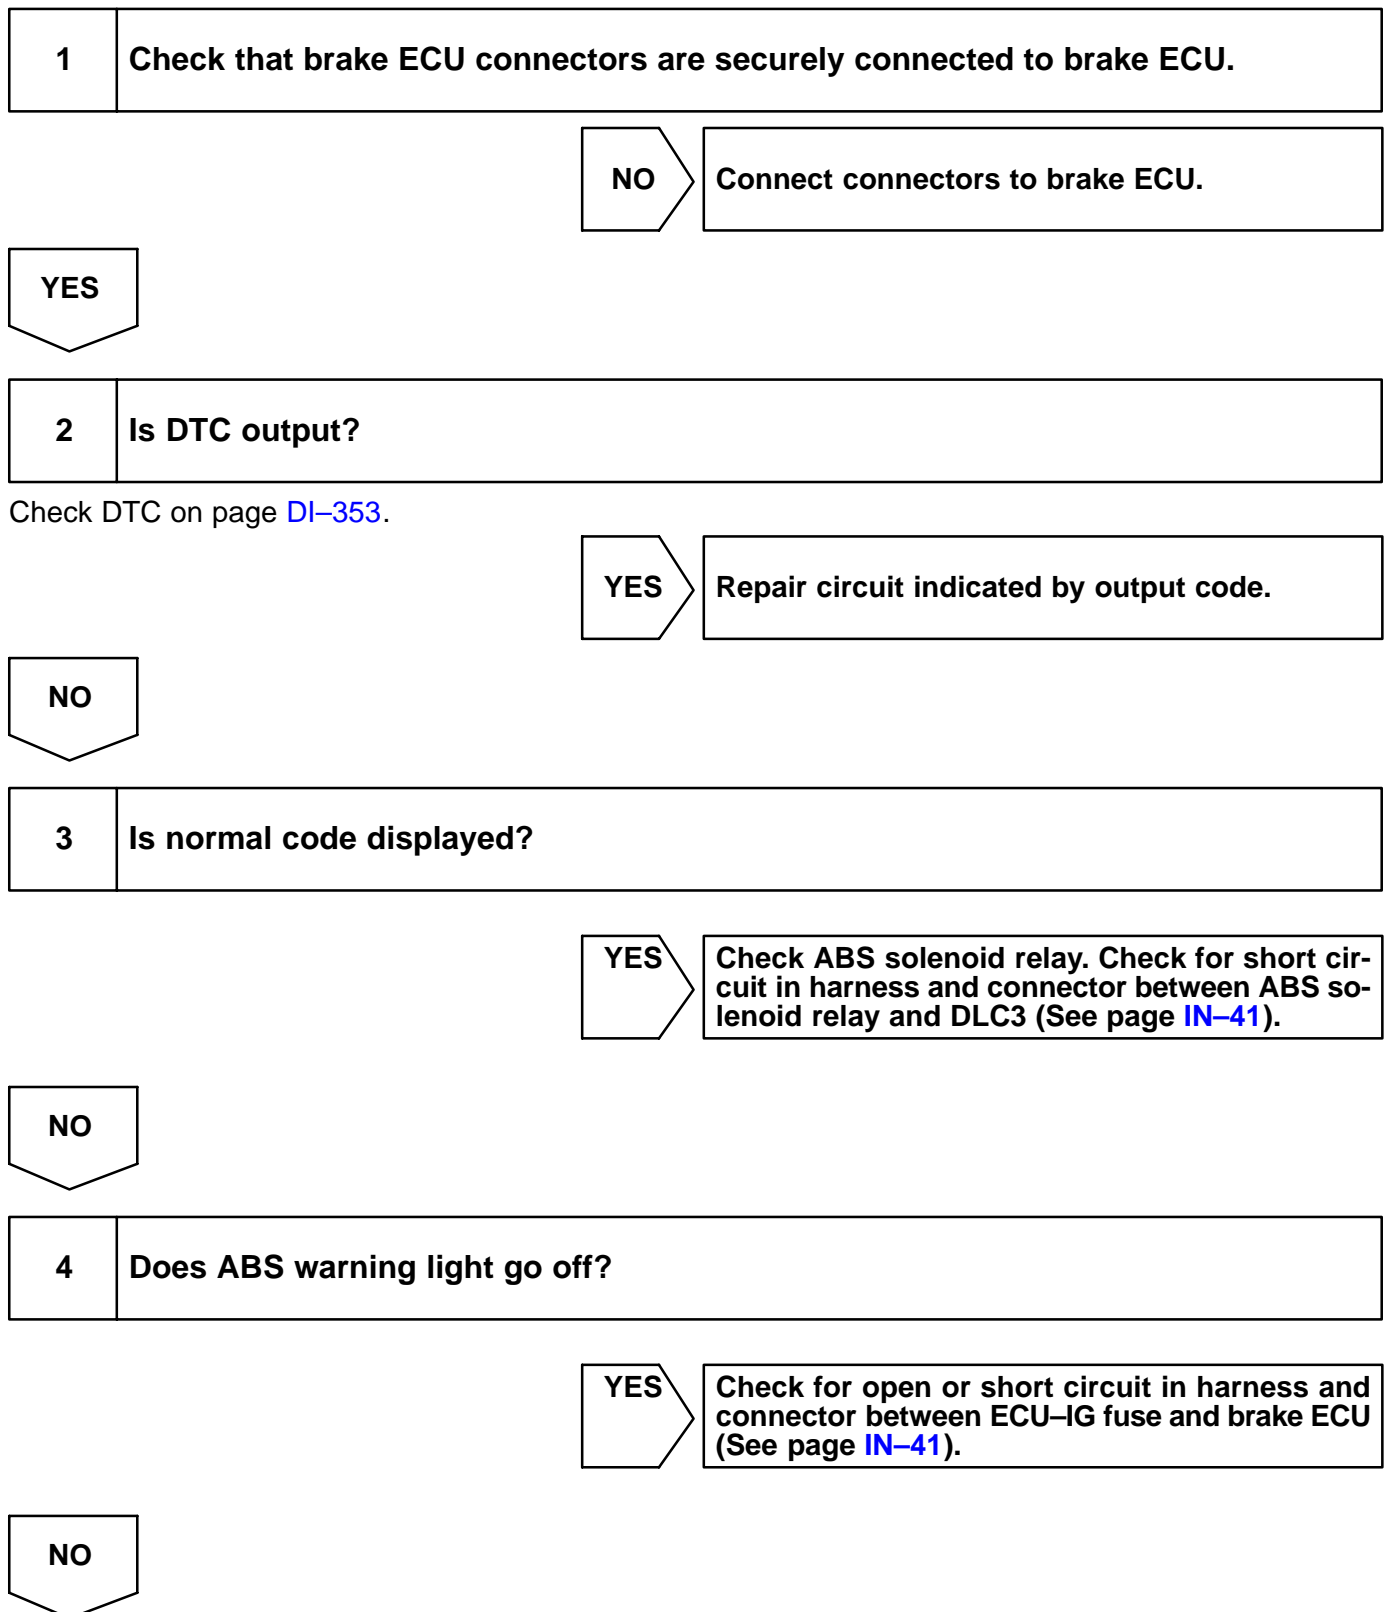 1 Check that brake ECU connectors are securely connected to brake ECU.
NO Connect connectors to brake ECU.
YES
2 Is DTC output?
Check DTC on page DI–353.
YES Repair circuit indicated by output code.
NO
3 Is normal code displayed?
YES Check ABS solenoid relay. Check for short cir-
cuit in harness and connector between ABS so-
lenoid relay and DLC3 (See page IN–41).
NO
4 Does ABS warning light go off?
YES Check for open or short circuit in harness and
connector between ECU–IG fuse and brake ECU
(See page IN–41).
NO